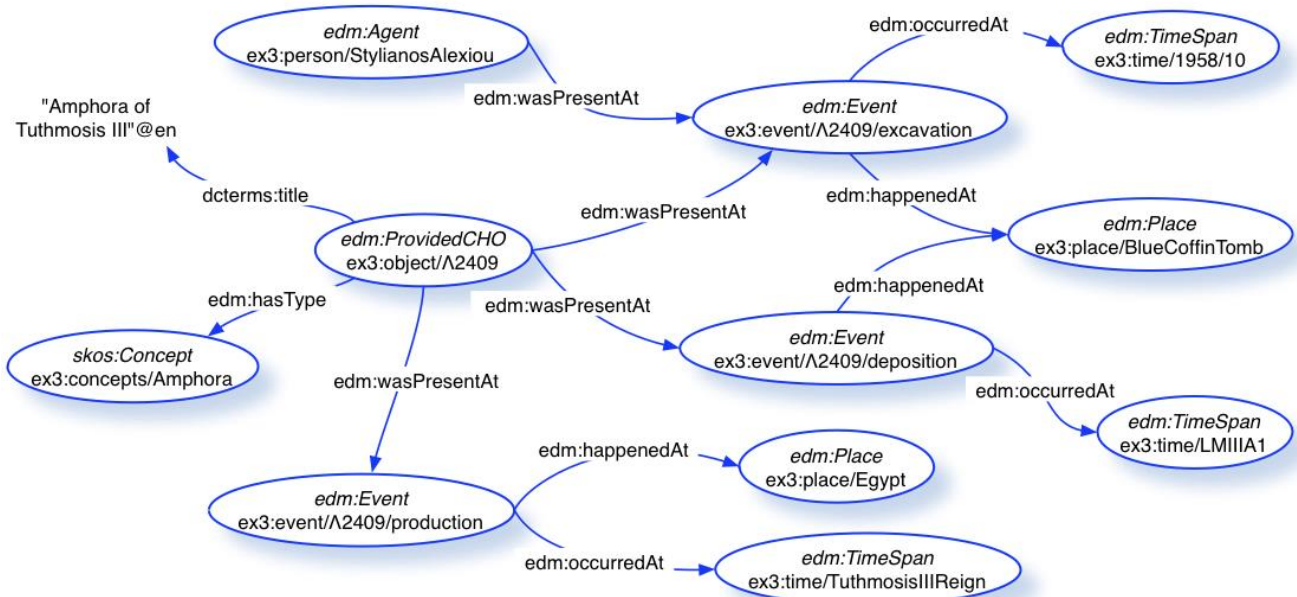 edm:Agent
ex3:person/StylianosAlexiou
edm:occurredAt
edm:TimeSpan
ex3:time/1958/10
edm:wasPresentAt
edm:Event
ex3:event/Λ2409/excavation
"Amphora of
Tuthmosis III"@en
dcterms:title
edm:wasPresentAt
edm:happenedAt
edm:Place
ex3:place/BlueCoffinTomb
edm:ProvidedCHO
ex3:object/Λ2409
edm:hasType
edm:wasPresentAt
edm:happenedAt
edm:Event
ex3:event/Λ2409/deposition
skos:Concept
ex3:concepts/Amphora
edm:wasPresentAt
edm:occurredAt
edm:TimeSpan
ex3:time/LMIIIA1
edm:happenedAt
edm:Place
ex3:place/Egypt
edm:Event
ex3:event/Λ2409/production
edm:occurredAt
edm:TimeSpan
ex3:time/TuthmosisIIIReign